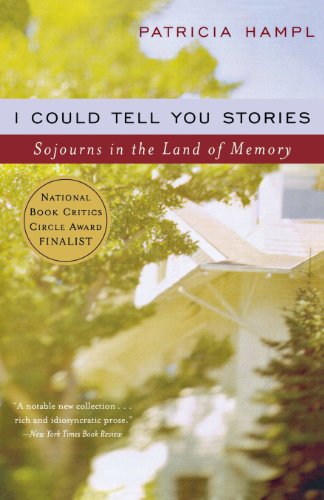 PATRICIA HAMPL
I COULD TELL YOU STORIES
Sojourns in the Land of Memory
NATIONAL
BOOK CRITICS
CIRCLE AWARD
FINALIST
"A notable new collection . . .
rich and idiosyncratic prose."
—New York Times Book Review